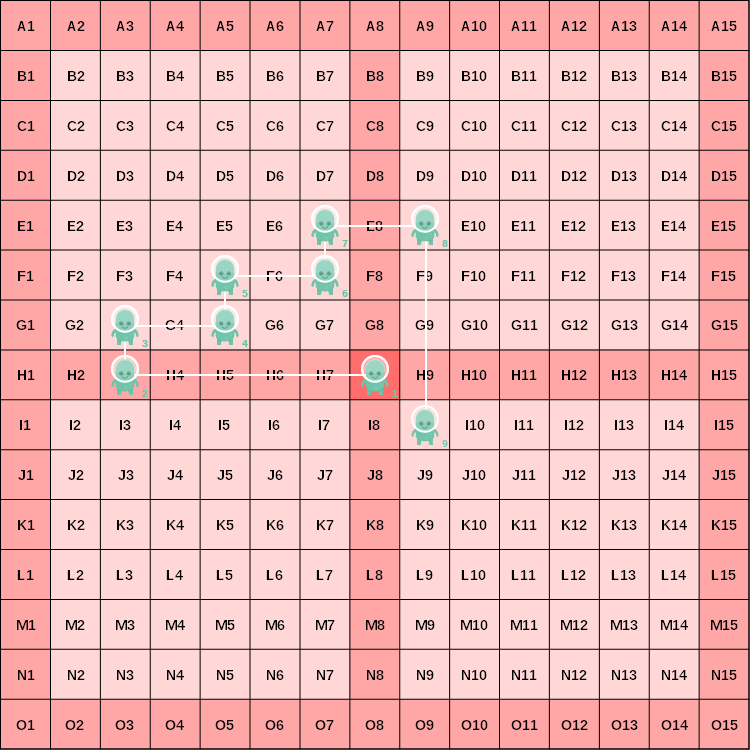 A1 A2 A3 A4 A5 A6 A7 A8 A9 A10 A11 A12 A13 A14 A15
B1 B2 B3 B4 B5 B6 B7 B8 B9 B10 B11 B12 B13 B14 B15
C1 C2 C3 C4 C5 C6 C7 C8 C9 C10 C11 C12 C13 C14 C15
D1 D2 D3 D4 D5 D6 D7 D8 D9 D10 D11 D12 D13 D14 D15
E1 E2 E3 E4 E5 E6 7 E8 8 E10 E11 E12 E13 E14 E15
F1 F2 F3 F4 5 F6 6 F8 F9 F10 F11 F12 F13 F14 F15
G1 G2 3 G4 4 G6 G7 G8 G9 G10 G11 G12 G13 G14 G15
H1 H2 2 H4 H5 H6 H7 1 H9 H10 H11 H12 H13 H14 H15
I1 I2 I3 I4 I5 I6 I7 I8 9 I10 I11 I12 I13 I14 I15
J1 J2 J3 J4 J5 J6 J7 J8 J9 J10 J11 J12 J13 J14 J15
K1 K2 K3 K4 K5 K6 K7 K8 K9 K10 K11 K12 K13 K14 K15
L1 L2 L3 L4 L5 L6 L7 L8 L9 L10 L11 L12 L13 L14 L15
M1 M2 M3 M4 M5 M6 M7 M8 M9 M10 M11 M12 M13 M14 M15
N1 N2 N3 N4 N5 N6 N7 N8 N9 N10 N11 N12 N13 N14 N15
O1 O2 O3 O4 O5 O6 O7 O8 O9 O10 O11 O12 O13 O14 O15